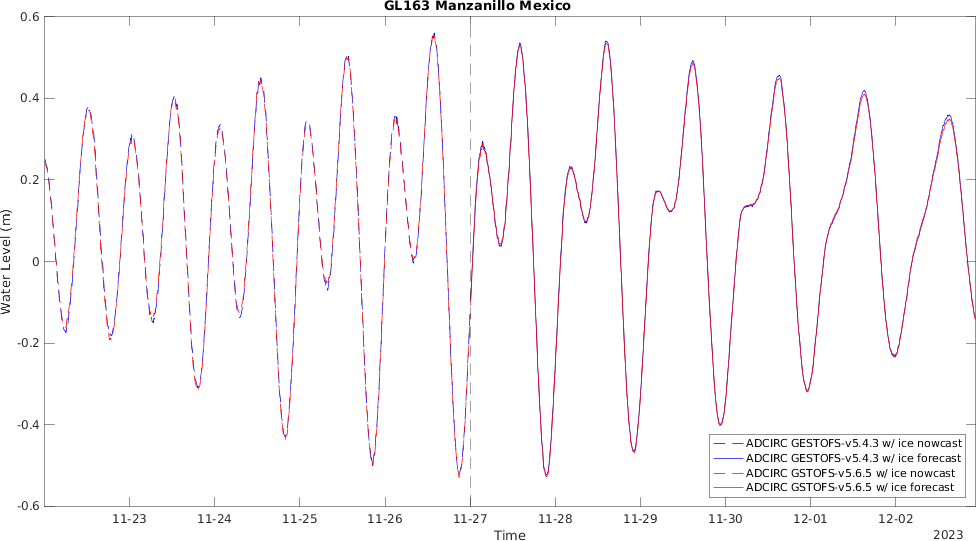 GL163 Manzanillo Mexico
0.6
0.4
0.2
0
-0.2
-0.4
-0.6
Water Level (m)
ADCIRC GESTOFS-v5.4.3 w/ ice nowcast
ADCIRC GESTOFS-v5.4.3 w/ ice forecast
ADCIRC GSTOFS-v5.6.5 w/ ice nowcast
ADCIRC GSTOFS-v5.6.5 w/ ice forecast
11-23 11-24 11-25 11-26 11-27 11-28 11-29 11-30 12-01 12-02
Time
2023